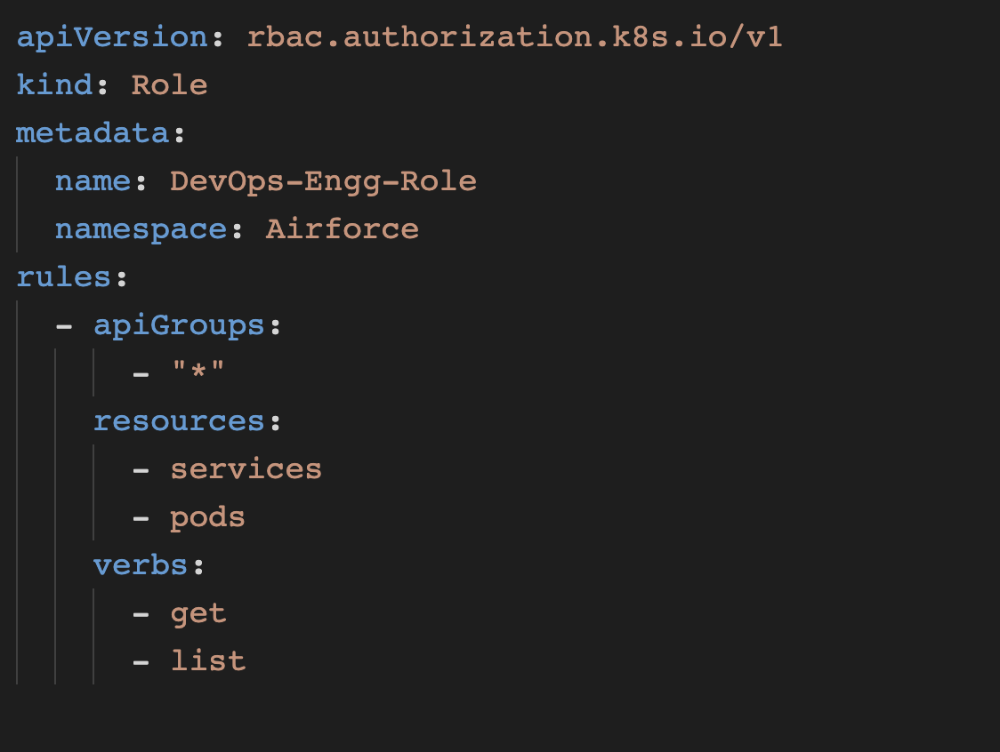 apiVersion: rbac.authorization.k8s.io/v1
kind: Role
metadata:
  name: DevOps-Engg-Role
  namespace: Airforce
rules:
  - apiGroups:
      - "*"
    resources:
      - services
      - pods
    verbs:
      - get
      - list